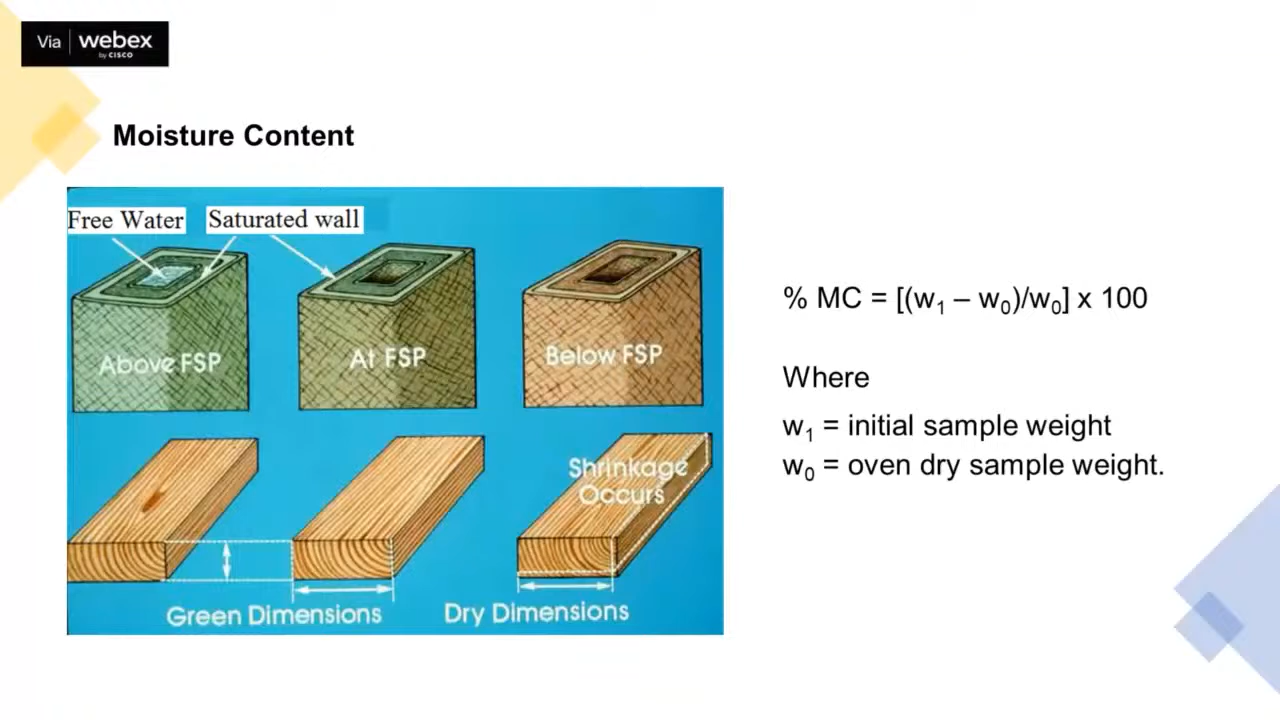 Via webex
by CISCO
Moisture Content
Free Water
Saturated wall
Above FSP
At FSP
Below FSP
Shrinkage
Occurs
Green Dimensions
Dry Dimensions
% MC = [(w₁ – w₀)/w₀] x 100
Where
w₁ = initial sample weight
w₀ = oven dry sample weight.